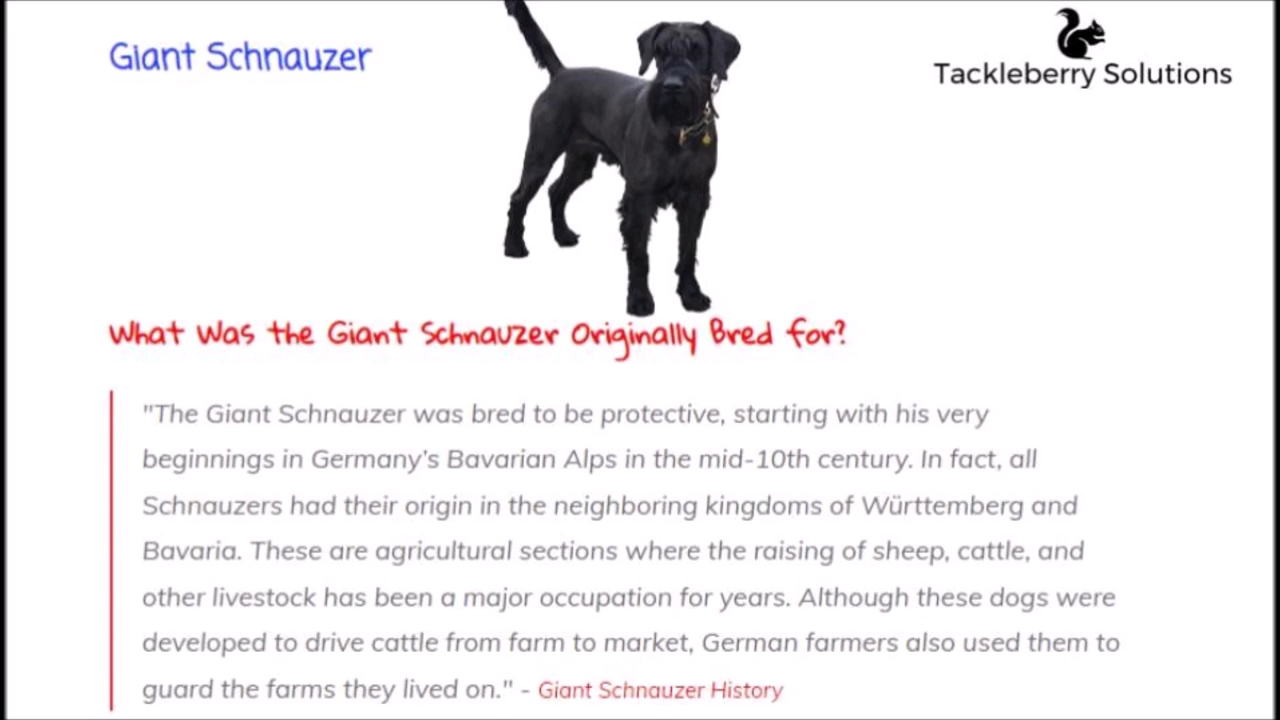 Giant Schnauzer
Tackleberry Solutions
What Was the Giant Schnauzer Originally Bred for?
"The Giant Schnauzer was bred to be protective, starting with his very
beginnings in Germany's Bavarian Alps in the mid-10th century. In fact, all
Schnauzers had their origin in the neighboring kingdoms of Württemberg and
Bavaria. These are agricultural sections where the raising of sheep, cattle, and
other livestock has been a major occupation for years. Although these dogs were
developed to drive cattle from farm to market, German farmers also used them to
guard the farms they lived on." - Giant Schnauzer History